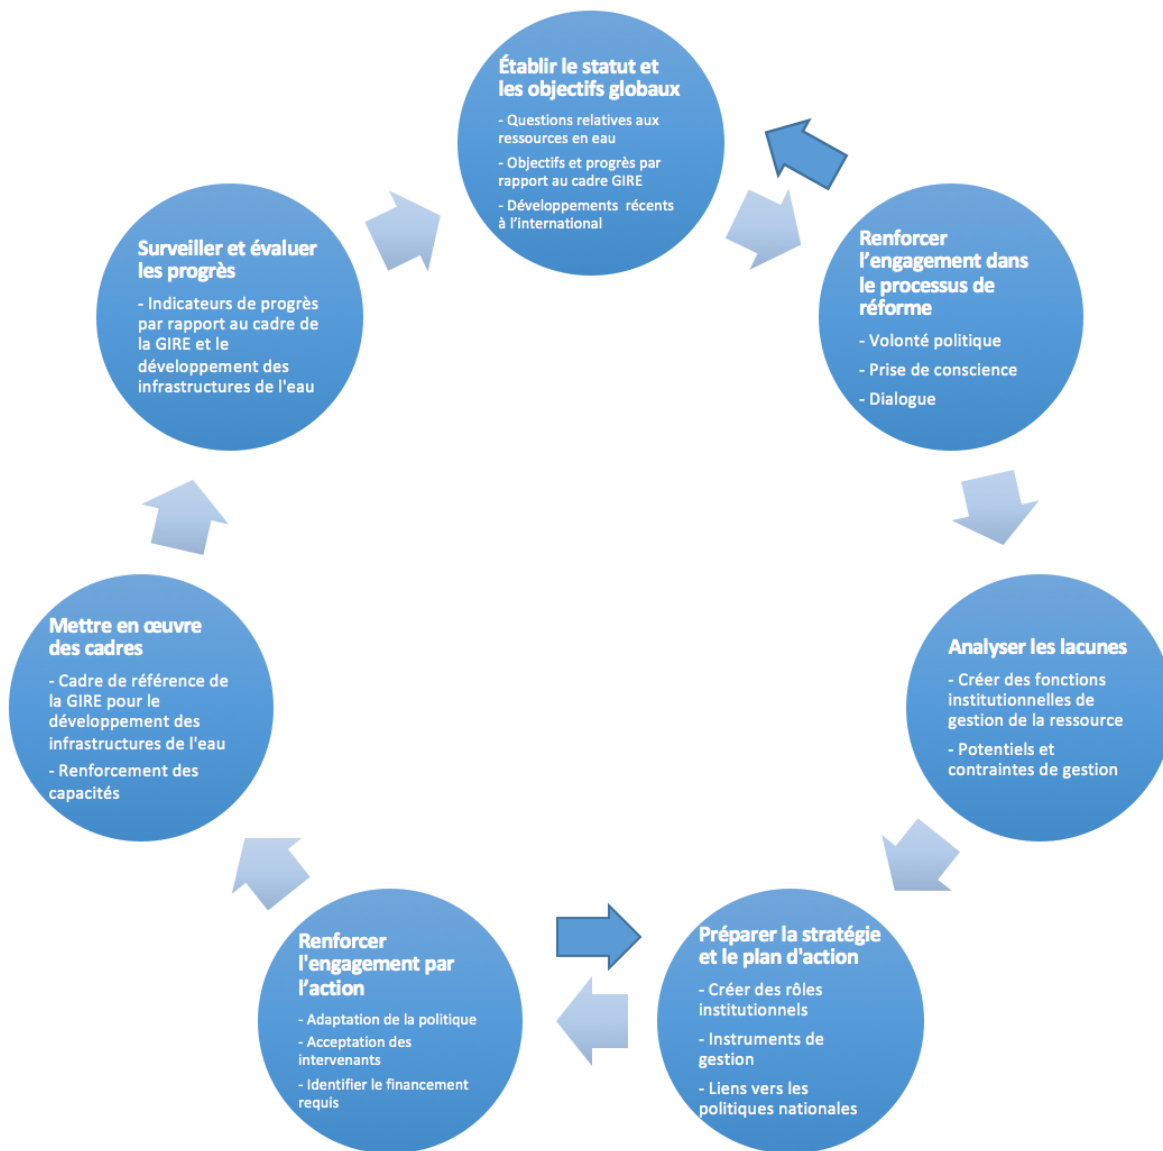 Établir le statut et
les objectifs globaux
- Questions relatives aux
ressources en eau
- Objectifs et progrès par
rapport au cadre GIRE
- Développements récents
à l’international
Renforcer
l’engagement dans
le processus de
réforme
- Volonté politique
- Prise de conscience
- Dialogue
Analyser les lacunes
- Créer des fonctions
institutionnelles de
gestion de la ressource
- Potentiels et
contraintes de gestion
Préparer la stratégie
et le plan d'action
- Créer des rôles
institutionnels
- Instruments de
gestion
- Liens vers les
politiques nationales
Renforcer
l'engagement par
l’action
- Adaptation de la politique
- Acceptation des
intervenants
- Identifier le financement
requis
Mettre en œuvre
des cadres
- Cadre de référence de
la GIRE pour le
développement des
infrastructures de l'eau
- Renforcement des
capacités
Surveiller et évaluer
les progrès
- Indicateurs de progrès
par rapport au cadre de
la GIRE et le
développement des
infrastructures de l'eau